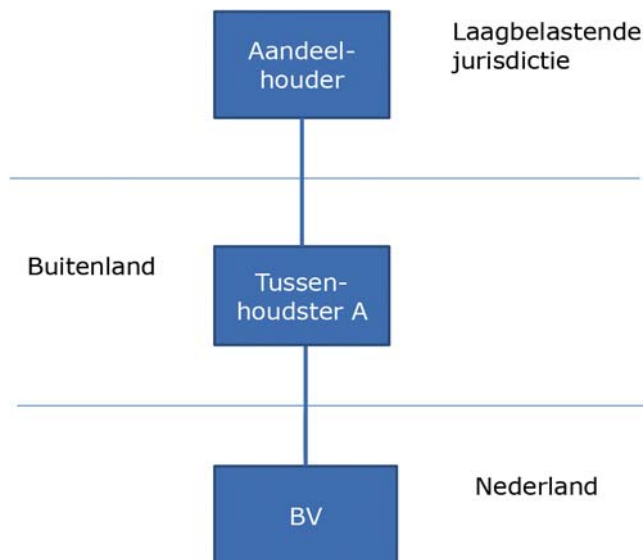 Aandeel-
houder
Laagbelastende
jurisdictie
Buitenland
Tussen-
houdster A
BV
Nederland